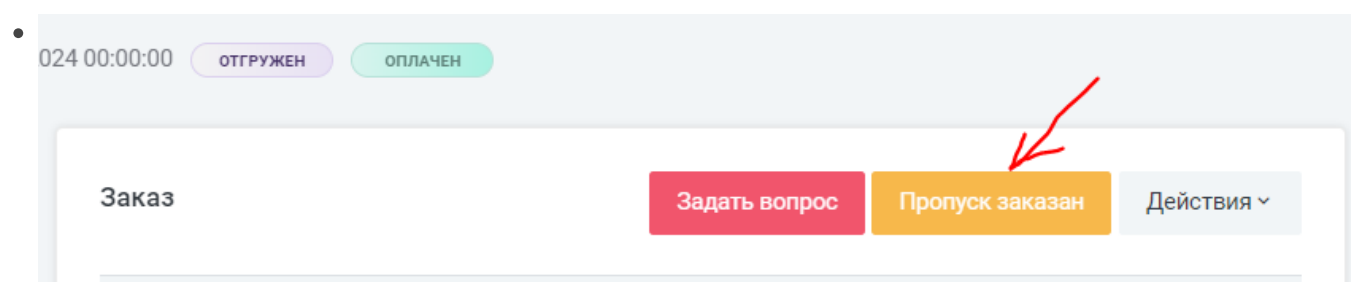 024 00:00:00 ОТГРУЖЕН ОПЛАЧЕН
Заказ Задать вопрос Пропуск заказан Действия